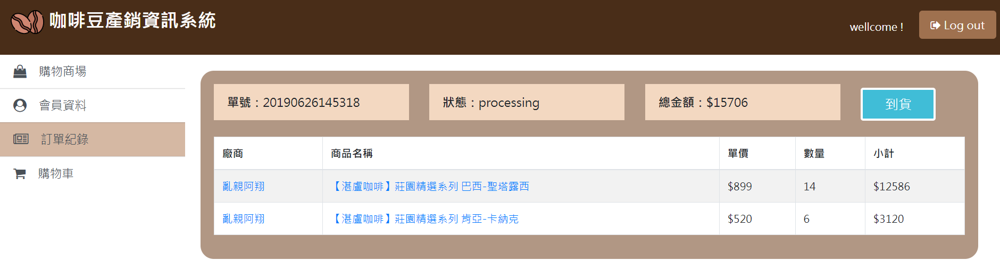 咖啡豆產銷資訊系統
wellcome !
Log out
購物商場
會員資料
訂單紀錄
購物車
單號：20190626145318
狀態：processing
總金額：$15706
到貨
廠商 商品名稱 單價 數量 小計
亂親阿翔 【湛盧咖啡】莊園精選系列 巴西-聖塔露西 $899 14 $12586
亂親阿翔 【湛盧咖啡】莊園精選系列 肯亞-卡納克 $520 6 $3120